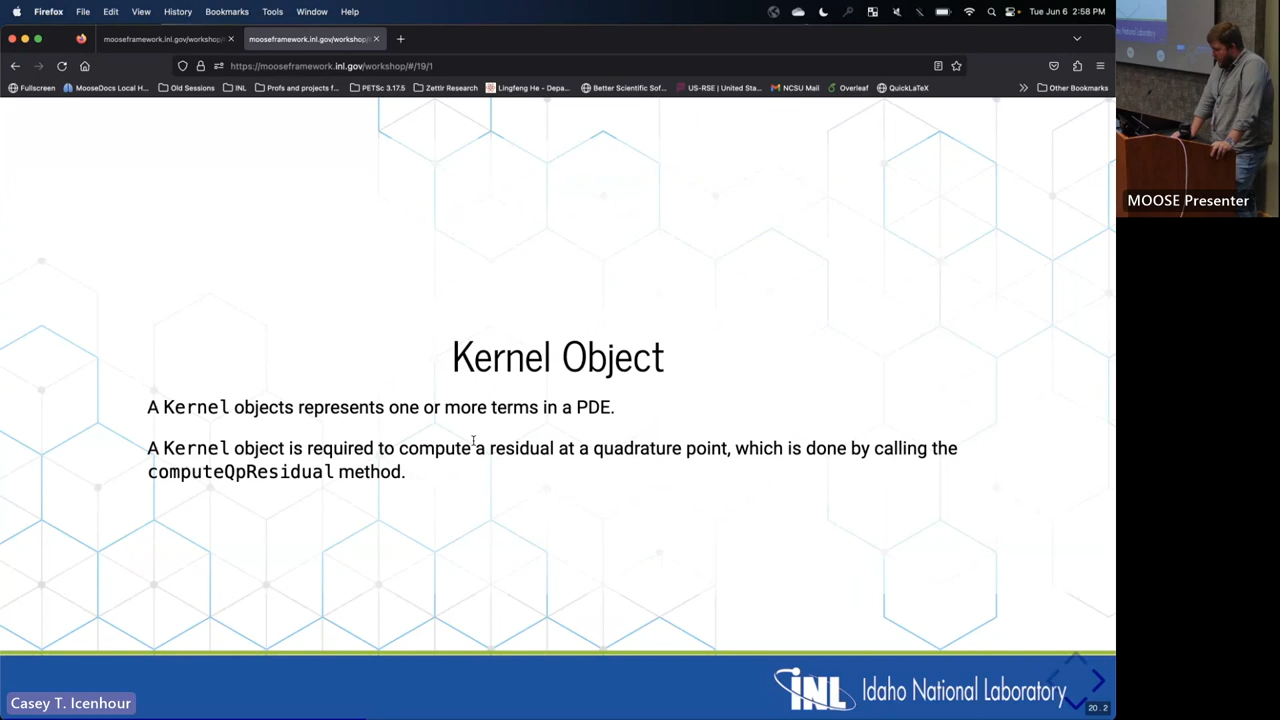 Firefox File Edit View History Bookmarks Tools Window Help Tue Jun 6 2:58 PM
mooseframework.inl.gov/workshop/ mooseframework.inl.gov/workshop/
https://mooseframework.inl.gov/workshop/#/19/1
Fullscreen MooseDocs Local H... Old Sessions INL Profs and projects f... PETSc 3.17.5 Zettlr Research Lingfeng He - Depa... Better Scientific Sof... US-RSE | United Sta... NCSU Mail Overleaf QuickLaTeX Other Bookmarks
MOOSE Presenter
Kernel Object
A Kernel objects represents one or more terms in a PDE.
A Kernel object is required to compute a residual at a quadrature point, which is done by calling the
computeQpResidual method.
INL Idaho National Laboratory
Casey T. Icenhour
20.2